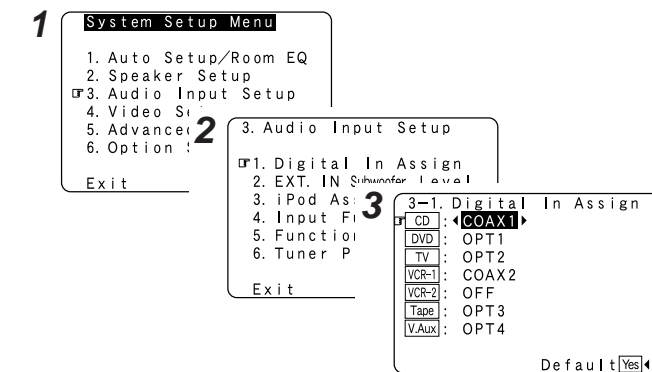 1
System Setup Menu
1. Auto Setup/Room EQ
2. Speaker Setup
☞3. Audio Input Setup
4. Video Se
5. Advanced
6. Option S
Exit
2
3. Audio Input Setup
☞1. Digital In Assign
2. EXT. IN Subwoofer Level
3. iPod As
4. Input Fu
5. Function
6. Tuner P
Exit
3
3-1. Digital In Assign
☞CD : ◀COAX1▶
DVD : OPT1
TV : OPT2
VCR-1 : COAX2
VCR-2 : OFF
Tape : OPT3
V.Aux : OPT4
Default Yes◀